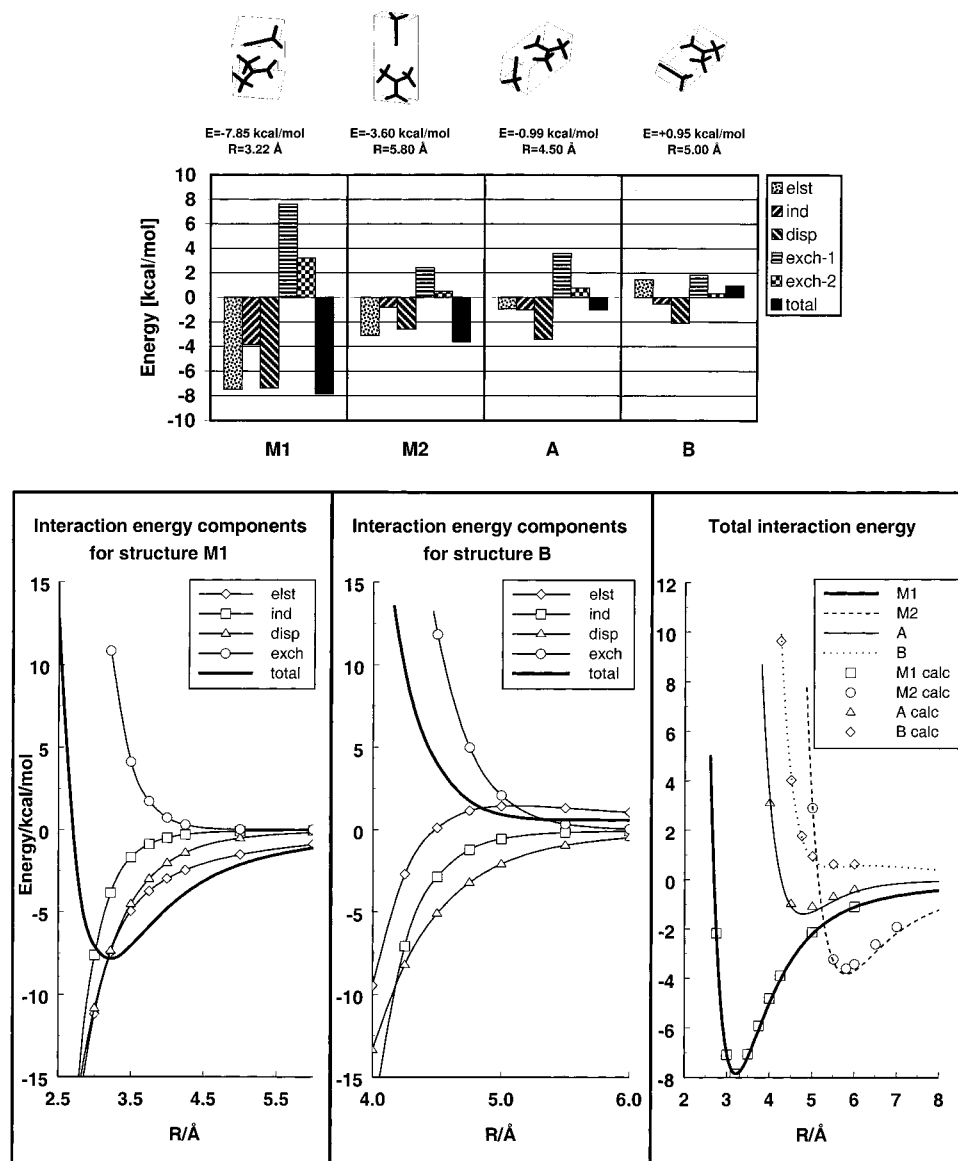 E=-7.85 kcal/mol E=-3.60 kcal/mol E=-0.99 kcal/mol E=+0.95 kcal/mol
R=3.22 Å R=5.80 Å R=4.50 Å R=5.00 Å
Energy [kcal/mol]
10
8
6
4
2
0
-2
-4
-6
-8
-10
elst
ind
disp
exch-1
exch-2
total
M1 M2 A B
Interaction energy components
for structure M1
Energy/kcal/mol
15
10
5
0
-5
-10
-15
elst
ind
disp
exch
total
2.5 3.5 4.5 5.5
R/Å
Interaction energy components
for structure B
15
10
5
0
-5
-10
-15
elst
ind
disp
exch
total
4.0 5.0 6.0
R/Å
Total interaction energy
12
10
8
6
4
2
0
-2
-4
-6
-8
M1
M2
A
B
M1 calc
M2 calc
A calc
B calc
2 3 4 5 6 7 8
R/Å